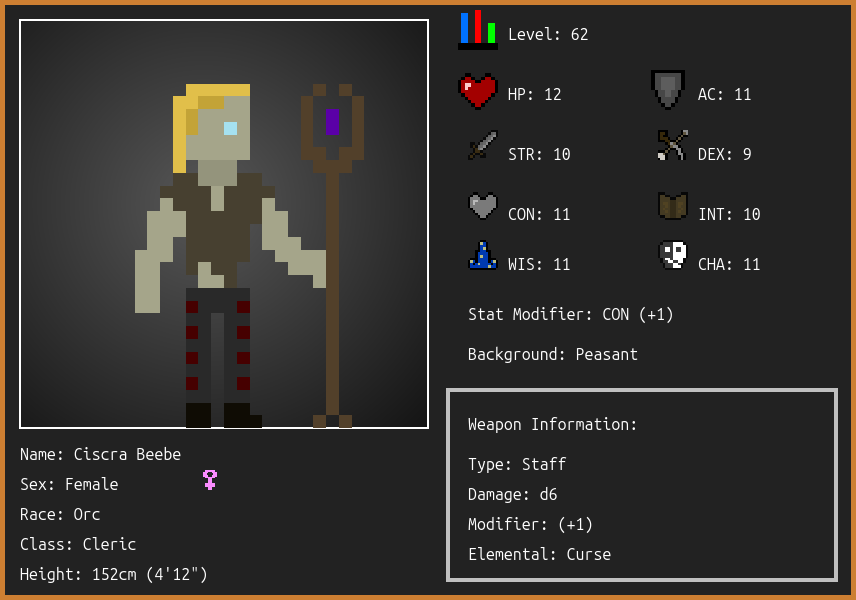 Level: 62
HP: 12
AC: 11
STR: 10
DEX: 9
CON: 11
INT: 10
WIS: 11
CHA: 11
Stat Modifier: CON (+1)
Background: Peasant
Weapon Information:
Type: Staff
Damage: d6
Modifier: (+1)
Elemental: Curse
Name: Ciscra Beebe
Sex: Female
Race: Orc
Class: Cleric
Height: 152cm (4'12")